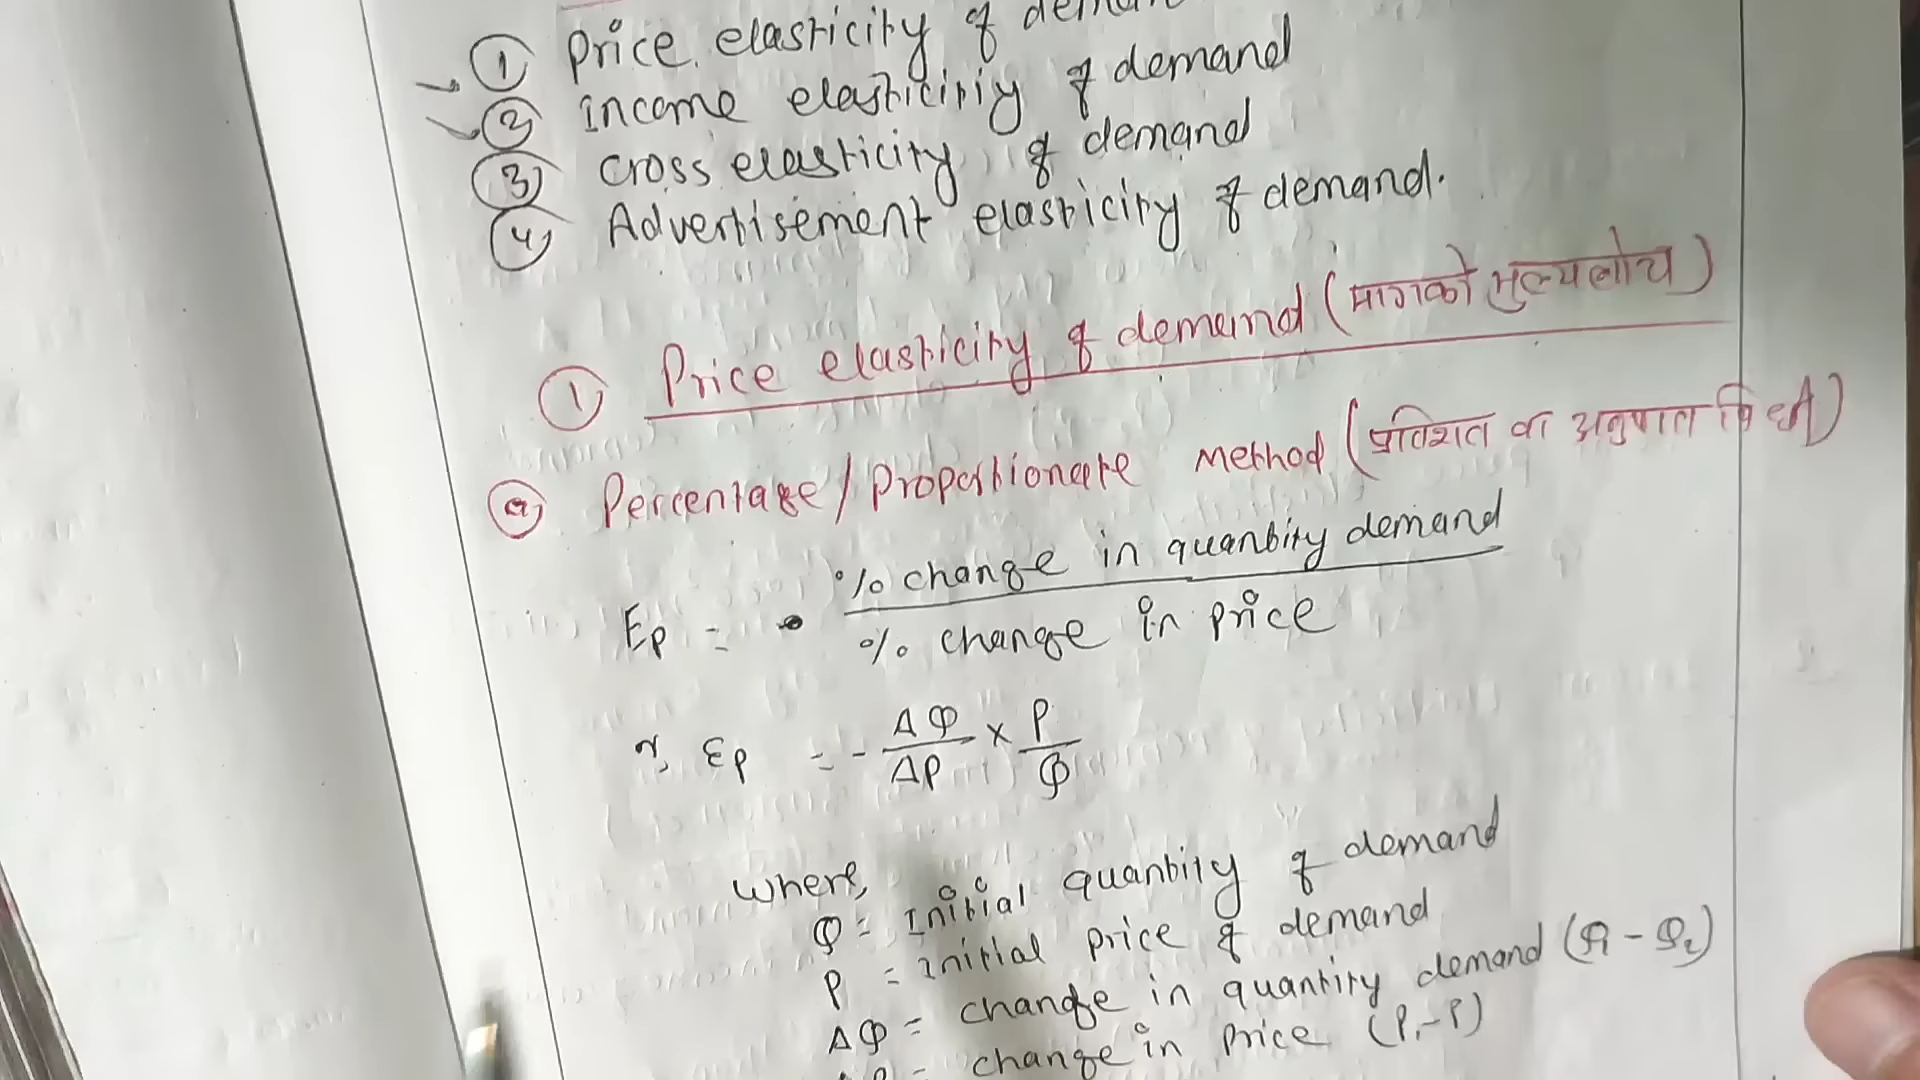 ① Price elasticity of deman
② income elasticitiy of demand
③ cross elasticity of demand
④ Advertisement elasticity of demand.
① Price elasticity of demand (मागको मुल्यलोच)
ⓐ Percentage/Proportionate Method (प्रतिशत वा अनुपात विधि)
Ep = % change in quantity demand / % change in price
or, Ep = - ΔQ/ΔP × P/Q
where,
Q = Initial quantity of demand
P = initial price of demand
ΔQ = change in quantity demand (Q1 - Q2)
change in price (P1-P)